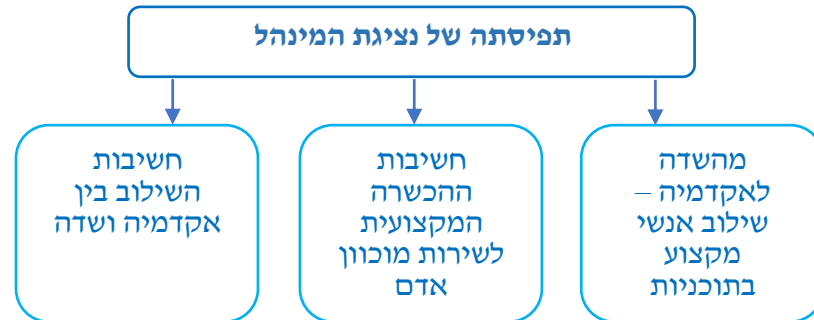 תפיסתה של נציגת המינהל
מהשדה
לאקדמיה –
שילוב אנשי
מקצוע
בתוכניות
חשיבות
ההכשרה
המקצועית
לשירות מוכוון
אדם
חשיבות
השילוב בין
אקדמיה ושדה